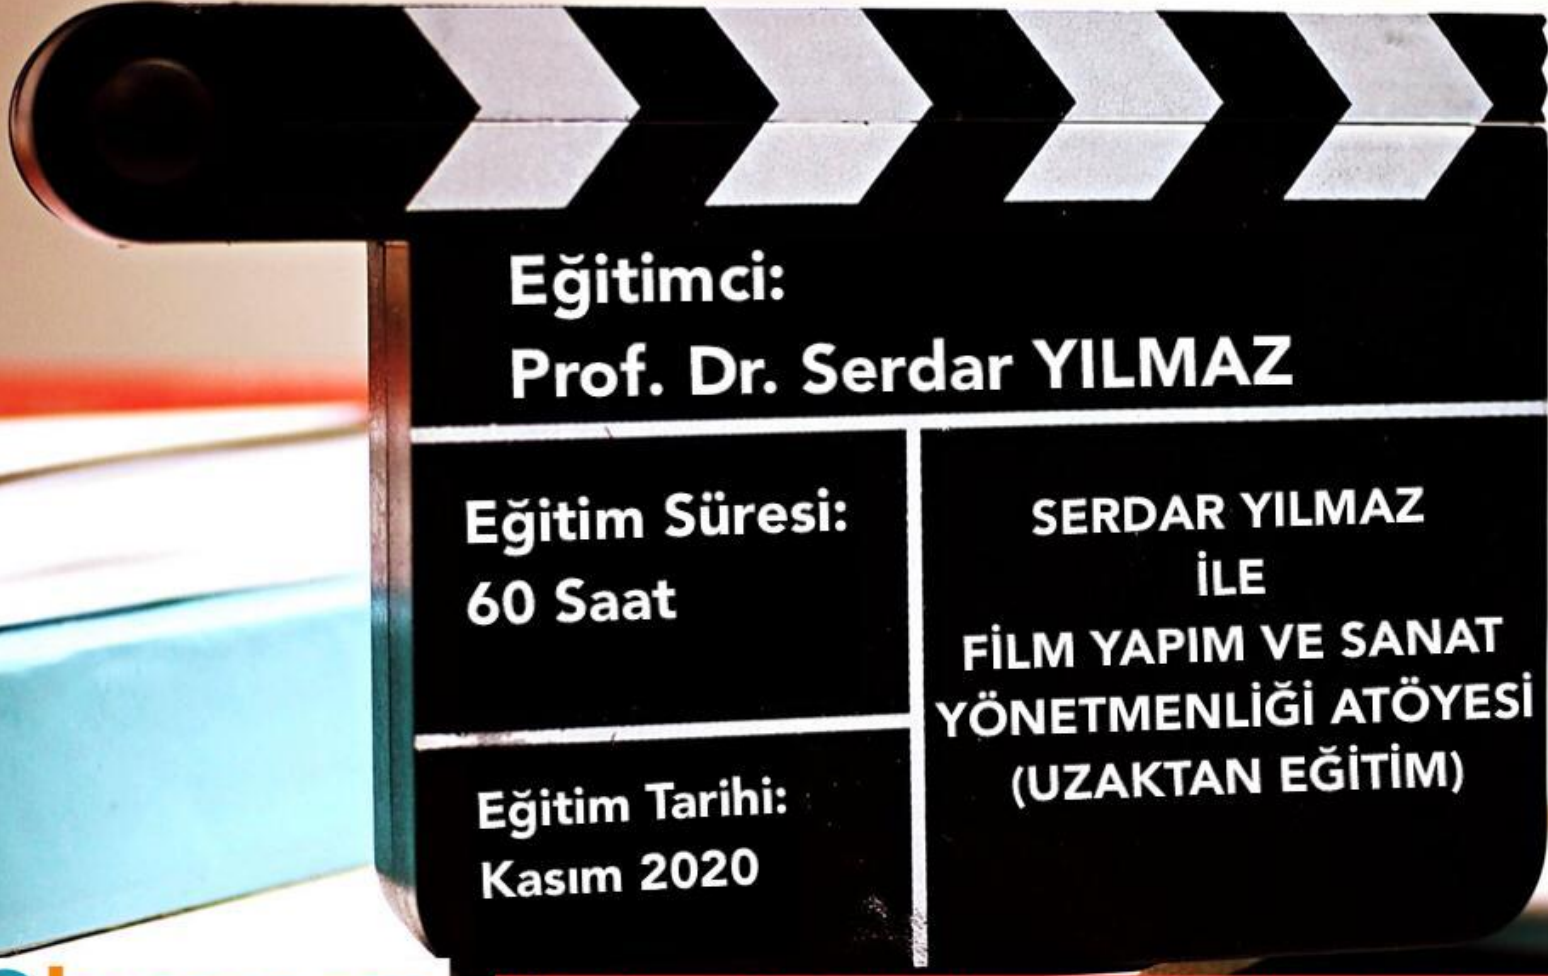 Eğitimci:
Prof. Dr. Serdar YILMAZ
Eğitim Süresi:
60 Saat
SERDAR YILMAZ
İLE
FİLM YAPIM VE SANAT
YÖNETMENLİĞİ ATÖYESİ
(UZAKTAN EĞİTİM)
Eğitim Tarihi:
Kasım 2020